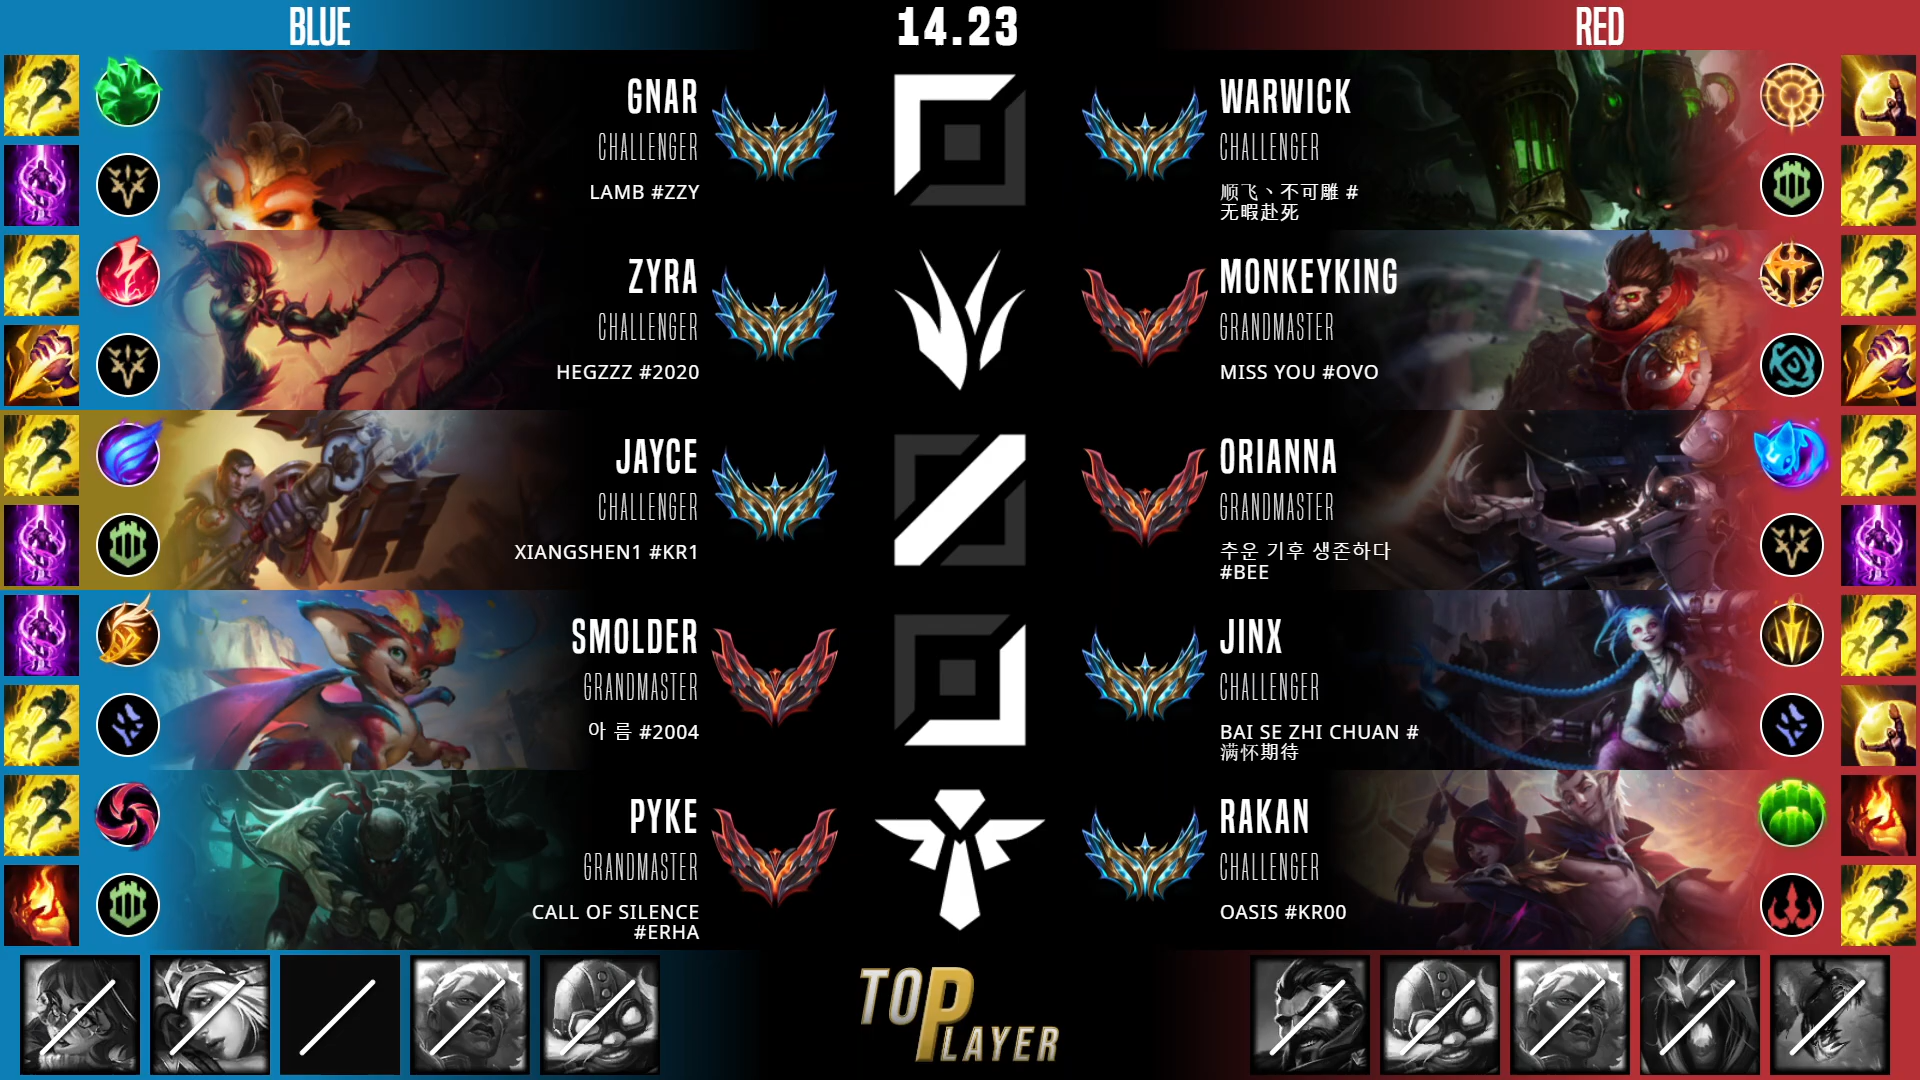 BLUE
14.23
RED
GNAR
CHALLENGER
LAMB #ZZY
WARWICK
CHALLENGER
顺飞丶不可雕 #
无暇赴死
ZYRA
CHALLENGER
HEGZZZ #2020
MONKEYKING
GRANDMASTER
MISS YOU #OVO
JAYCE
CHALLENGER
XIANGSHEN1 #KR1
ORIANNA
GRANDMASTER
추운 기후 생존하다
#BEE
SMOLDER
GRANDMASTER
아 름 #2004
JINX
CHALLENGER
BAI SE ZHI CHUAN #
满怀期待
PYKE
GRANDMASTER
CALL OF SILENCE
#ERHA
RAKAN
CHALLENGER
OASIS #KR00
TOP
LAYER